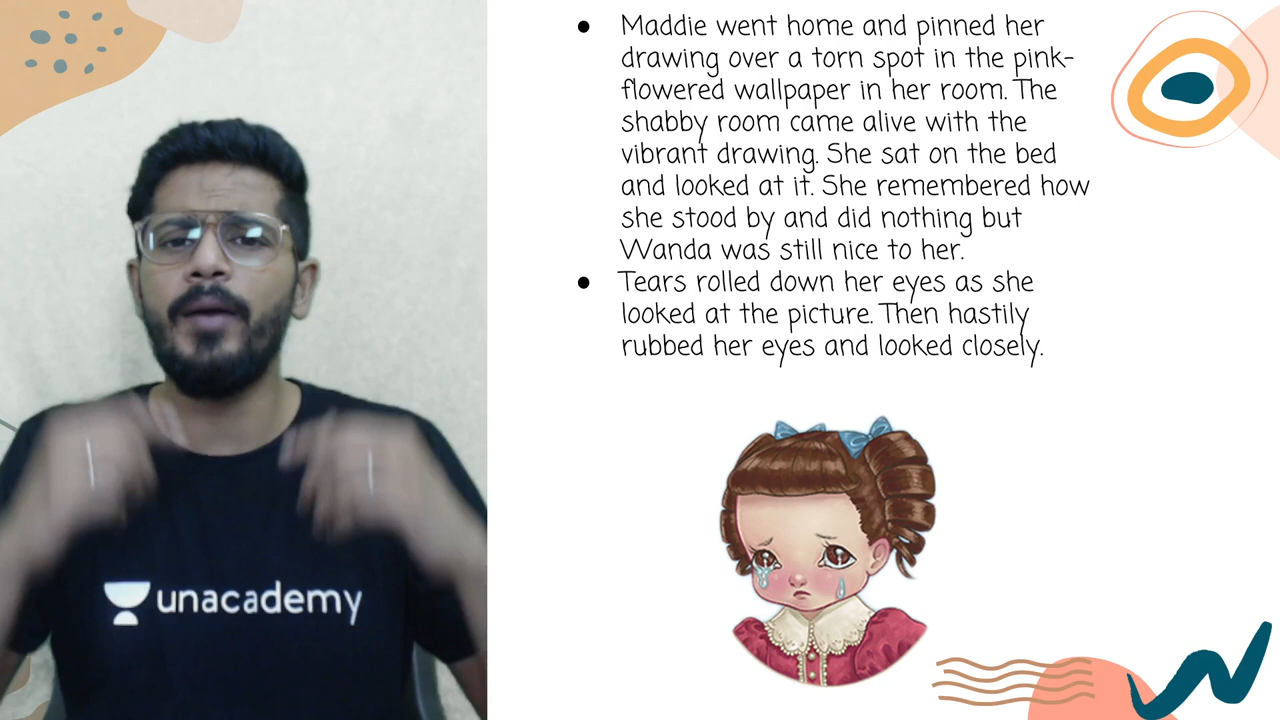 ● Maddie went home and pinned her
drawing over a torn spot in the pink-
flowered wallpaper in her room. The
shabby room came alive with the
vibrant drawing. She sat on the bed
and looked at it. She remembered how
she stood by and did nothing but
Wanda was still nice to her.
● Tears rolled down her eyes as she
looked at the picture. Then hastily
rubbed her eyes and looked closely.
unacademy